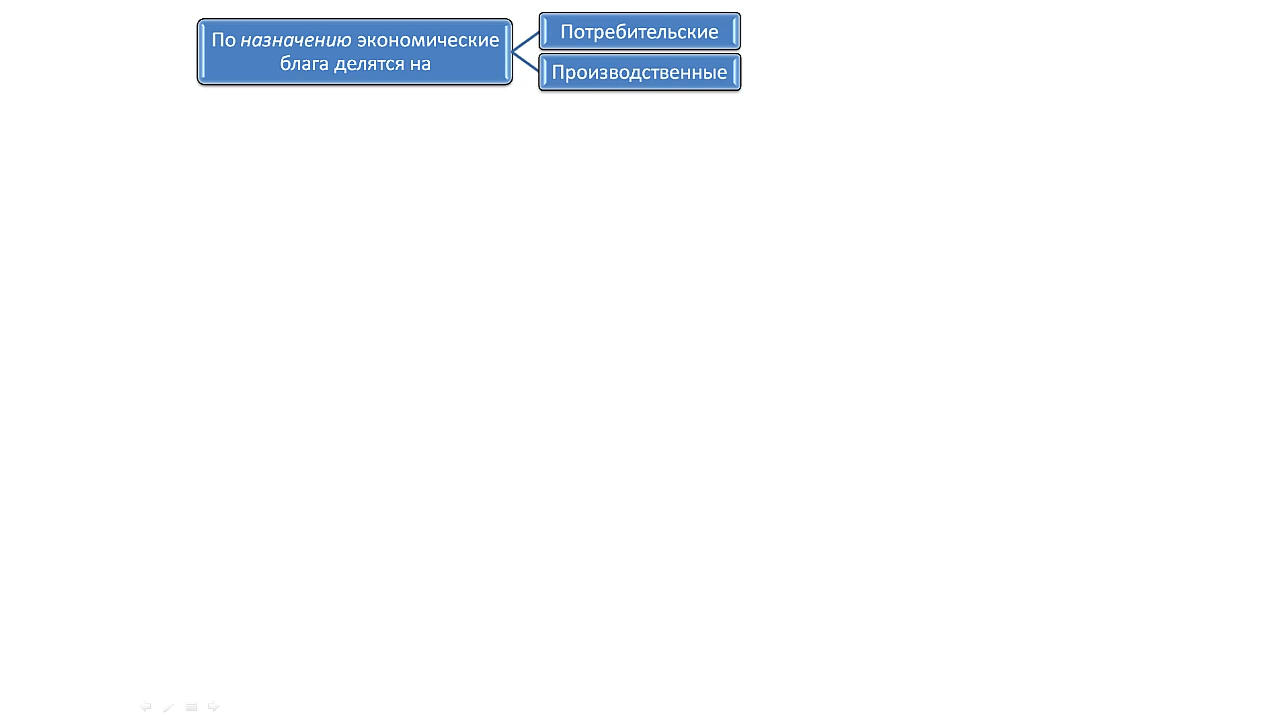 По назначению экономические
блага делятся на
Потребительские
Производственные